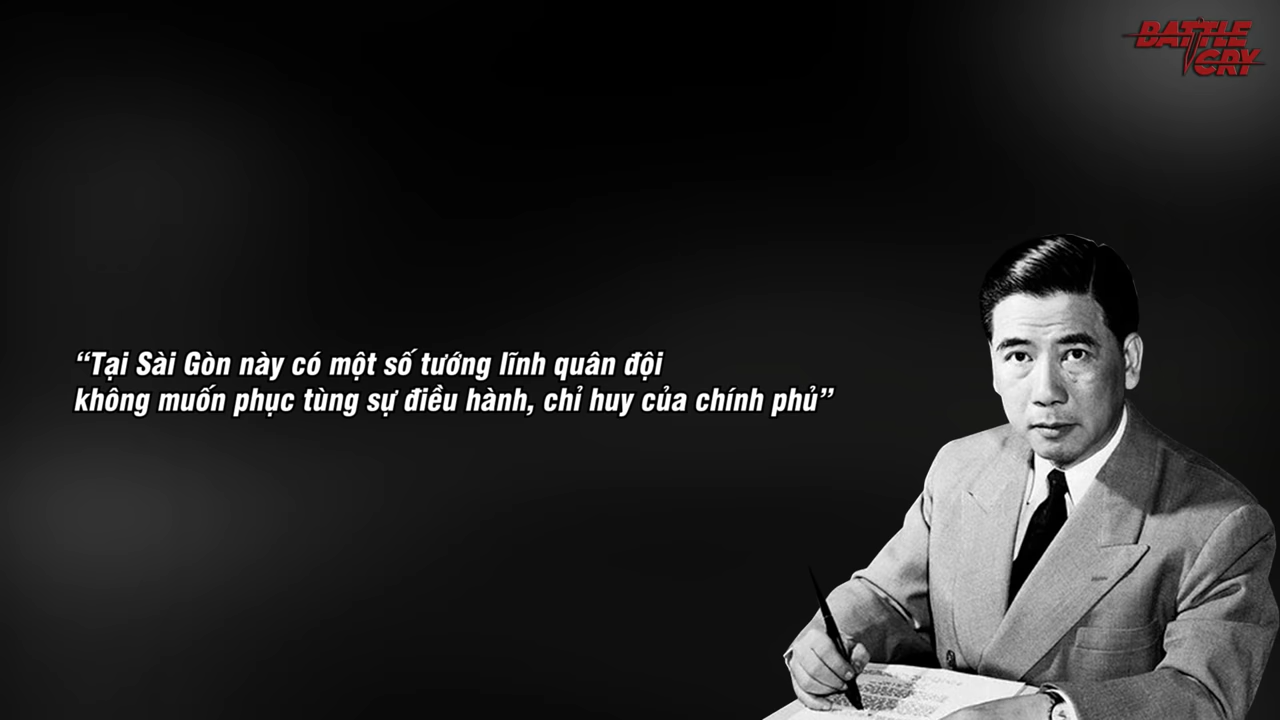 BATTLE
CRY
“Tại Sài Gòn này có một số tướng lĩnh quân đội
không muốn phục tùng sự điều hành, chỉ huy của chính phủ”